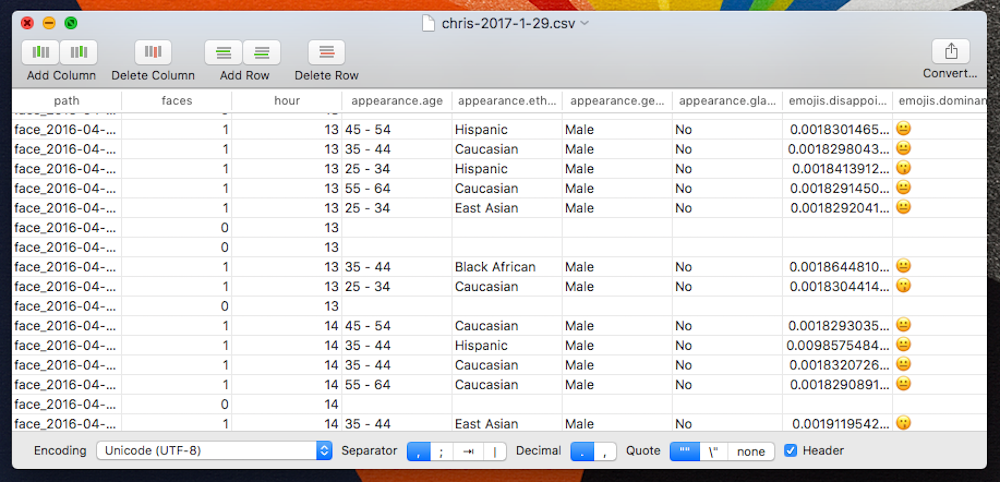 chris-2017-1-29.csv
Add Column Delete Column Add Row Delete Row Convert...
path faces hour appearance.age appearance.eth... appearance.ge... appearance.gla... emojis.disappoi... emojis.dominan
face_2016-04-... 1 13 45 - 54 Hispanic Male No 0.0018301465... 😐
face_2016-04-... 1 13 35 - 44 Caucasian Male No 0.0018298043... 😐
face_2016-04-... 1 13 25 - 34 Hispanic Male No 0.0018413912... 😗
face_2016-04-... 1 13 55 - 64 Caucasian Male No 0.0018291450... 😐
face_2016-04-... 1 13 25 - 34 East Asian Male No 0.0018292041... 😐
face_2016-04-... 0 13
face_2016-04-... 0 13
face_2016-04-... 1 13 35 - 44 Black African Male No 0.0018644810... 😐
face_2016-04-... 1 13 25 - 34 Caucasian Male No 0.0018304414... 😗
face_2016-04-... 0 13
face_2016-04-... 1 14 45 - 54 Caucasian Male No 0.0018293035... 😐
face_2016-04-... 1 14 35 - 44 Hispanic Male No 0.0098575484... 😐
face_2016-04-... 1 14 35 - 44 Caucasian Male No 0.0018320726... 😐
face_2016-04-... 1 14 55 - 64 Caucasian Male No 0.0018290891... 😐
face_2016-04-... 0 14
face_2016-04-... 1 14 35 - 44 East Asian Male No 0.0019119542... 😗
Encoding Unicode (UTF-8) Separator , ; ⇥ | Decimal . , Quote "" \" none Header